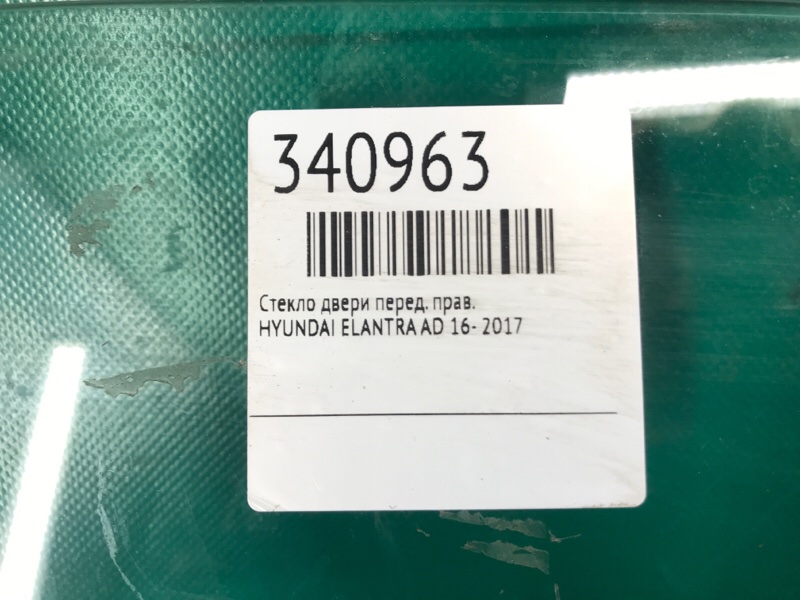 340963
Стекло двери перед. прав.
HYUNDAI ELANTRA AD 16- 2017